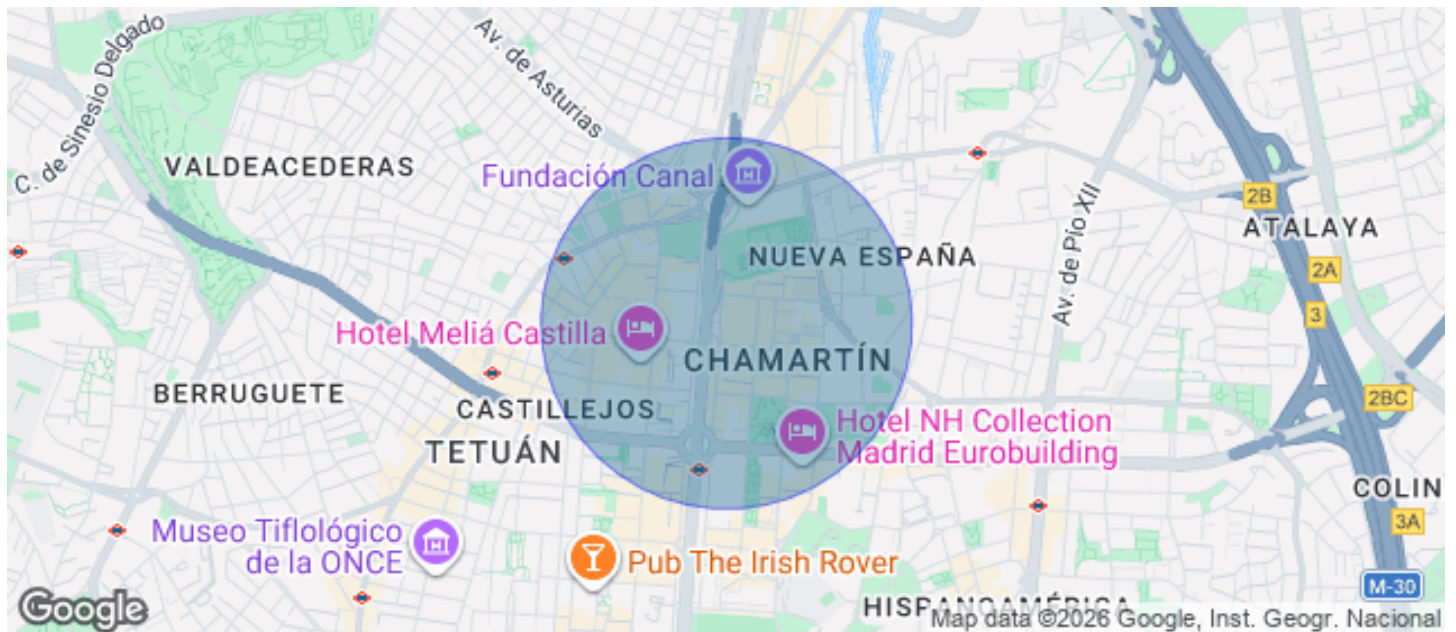 C. de Sinesio Delgado
Av. de Asturias
VALDEACEDERAS
Fundación Canal
2B
ATALAYA
Av. de Pío XII
NUEVA ESPAÑA
2A
3
Hotel Meliá Castilla
CHAMARTÍN
BERRUGUETE
CASTILLEJOS
2BC
TETUÁN
Hotel NH Collection
Madrid Eurobuilding
COLIN
3A
Museo Tiflológico
de la ONCE
Pub The Irish Rover
M-30
HISPANOAMÉRICA
Google
Map data ©2026 Google, Inst. Geogr. Nacional